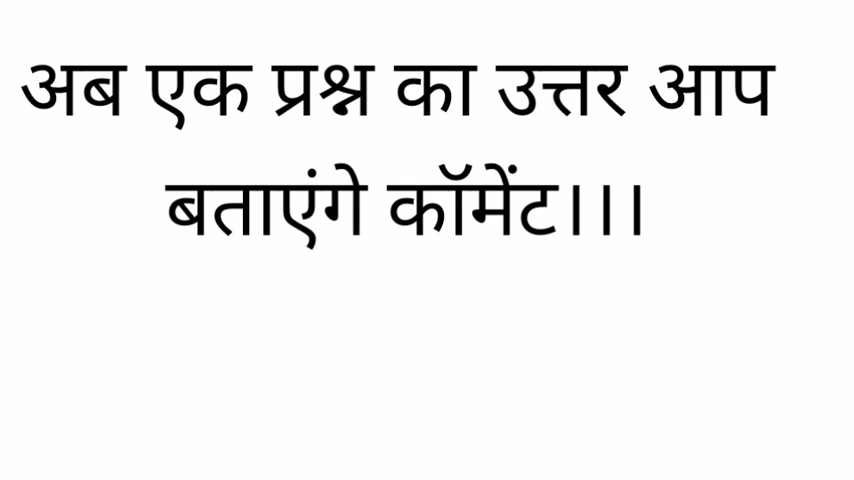 अब एक प्रश्न का उत्तर आप
बताएंगे कॉमेंट।।।